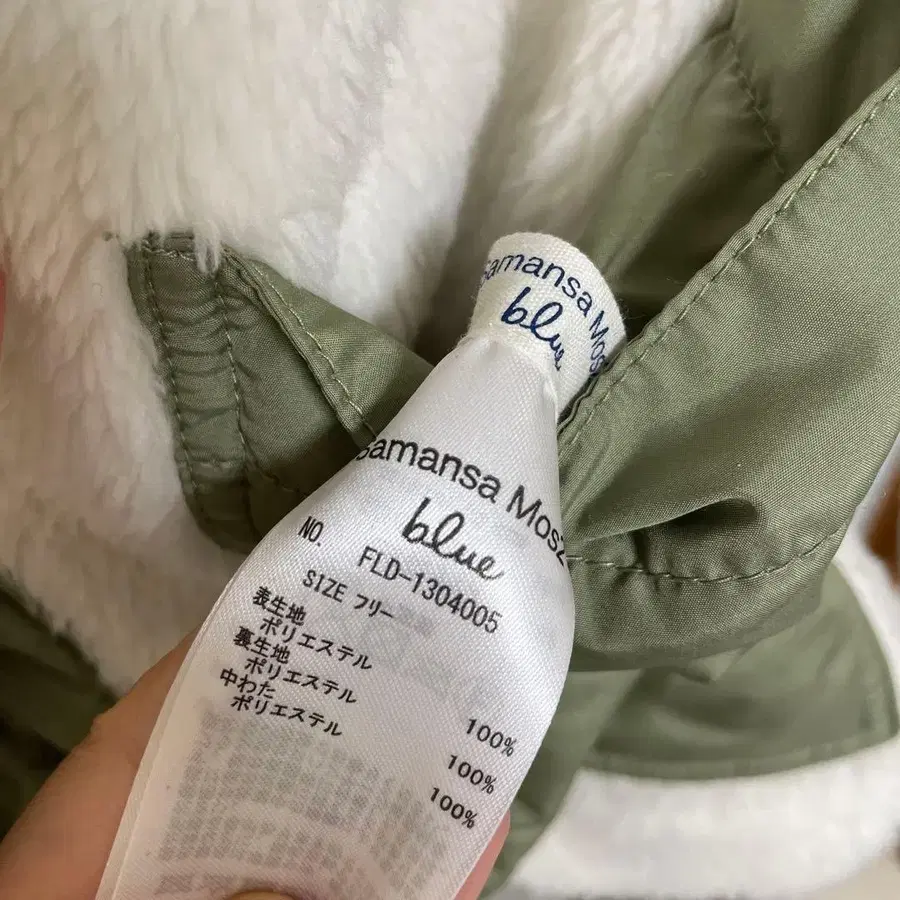 samansa Mos2
blue
samansa Mos2
blue
NO. FLD-1304005
SIZE フリー
表生地
ポリエステル 100%
裏生地
ポリエステル 100%
中わた
ポリエステル 100%